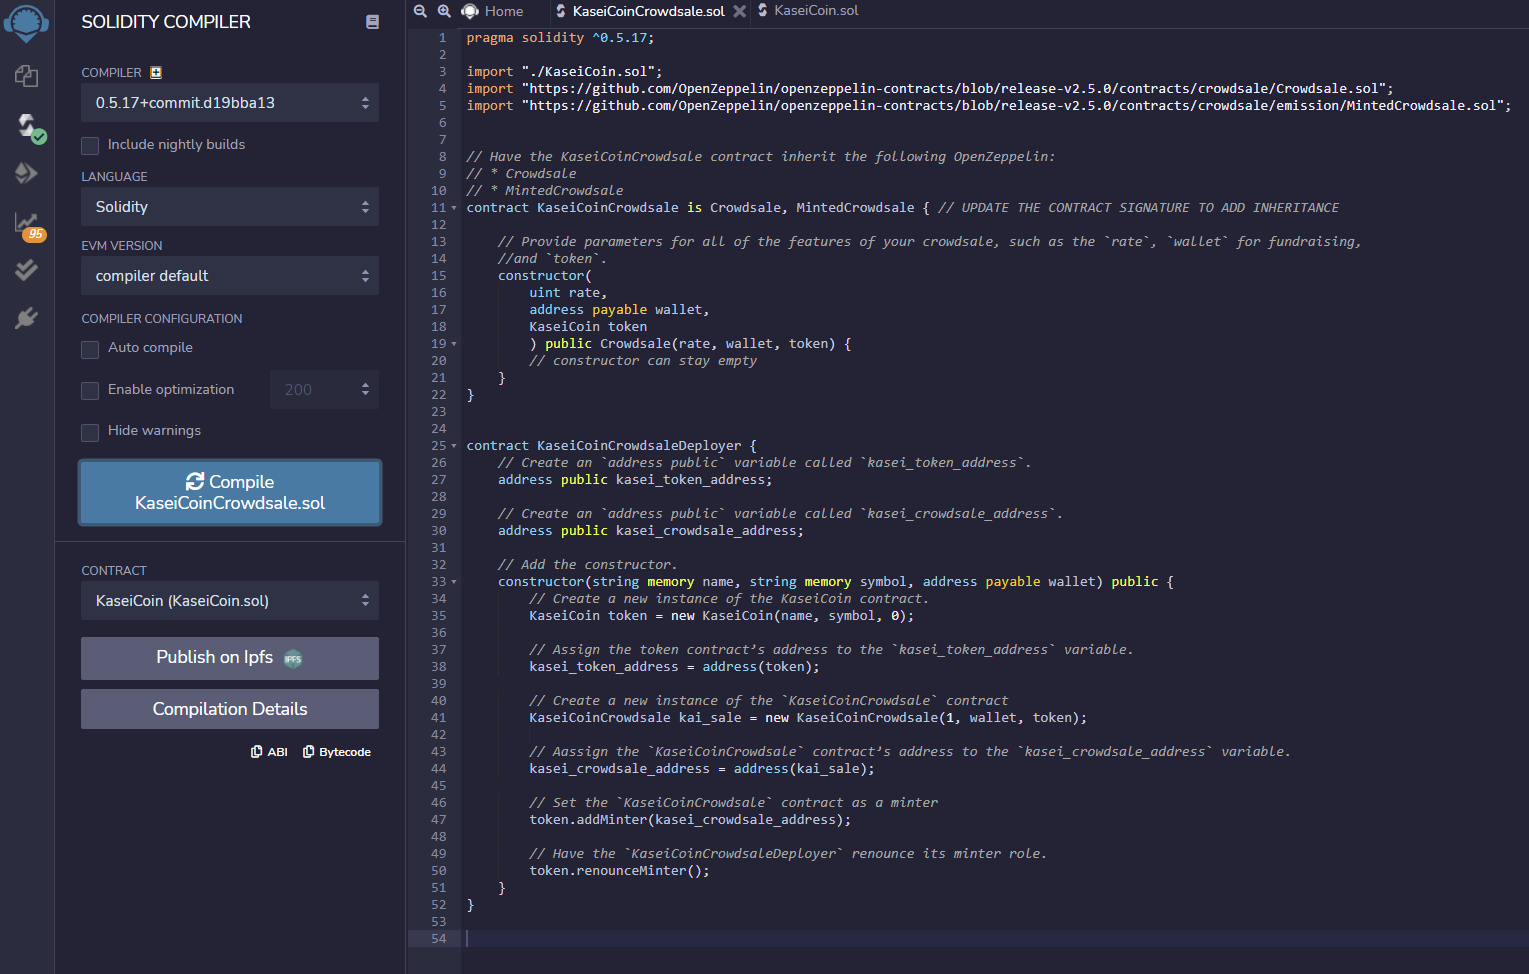 SOLIDITY COMPILER
COMPILER
0.5.17+commit.d19bba13
Include nightly builds
LANGUAGE
Solidity
EVM VERSION
compiler default
COMPILER CONFIGURATION
Auto compile
Enable optimization
200
Hide warnings
Compile
KaseiCoinCrowdsale.sol
CONTRACT
KaseiCoin (KaseiCoin.sol)
Publish on Ipfs
IPFS
Compilation Details
ABI
Bytecode
95
Home
KaseiCoinCrowdsale.sol
KaseiCoin.sol
1 pragma solidity ^0.5.17;
2
3 import "./KaseiCoin.sol";
4 import "https://github.com/OpenZeppelin/openzeppelin-contracts/blob/release-v2.5.0/contracts/crowdsale/Crowdsale.sol";
5 import "https://github.com/OpenZeppelin/openzeppelin-contracts/blob/release-v2.5.0/contracts/crowdsale/emission/MintedCrowdsale.sol";
6
7
8 // Have the KaseiCoinCrowdsale contract inherit the following OpenZeppelin:
9 // * Crowdsale
10 // * MintedCrowdsale
11 contract KaseiCoinCrowdsale is Crowdsale, MintedCrowdsale { // UPDATE THE CONTRACT SIGNATURE TO ADD INHERITANCE
12
13 // Provide parameters for all of the features of your crowdsale, such as the `rate`, `wallet` for fundraising,
14 //and `token`.
15 constructor(
16 uint rate,
17 address payable wallet,
18 KaseiCoin token
19 ) public Crowdsale(rate, wallet, token) {
20 // constructor can stay empty
21 }
22 }
23
24
25 contract KaseiCoinCrowdsaleDeployer {
26 // Create an `address public` variable called `kasei_token_address`.
27 address public kasei_token_address;
28
29 // Create an `address public` variable called `kasei_crowdsale_address`.
30 address public kasei_crowdsale_address;
31
32 // Add the constructor.
33 constructor(string memory name, string memory symbol, address payable wallet) public {
34 // Create a new instance of the KaseiCoin contract.
35 KaseiCoin token = new KaseiCoin(name, symbol, 0);
36
37 // Assign the token contract’s address to the `kasei_token_address` variable.
38 kasei_token_address = address(token);
39
40 // Create a new instance of the `KaseiCoinCrowdsale` contract
41 KaseiCoinCrowdsale kai_sale = new KaseiCoinCrowdsale(1, wallet, token);
42
43 // Aassign the `KaseiCoinCrowdsale` contract’s address to the `kasei_crowdsale_address` variable.
44 kasei_crowdsale_address = address(kai_sale);
45
46 // Set the `KaseiCoinCrowdsale` contract as a minter
47 token.addMinter(kasei_crowdsale_address);
48
49 // Have the `KaseiCoinCrowdsaleDeployer` renounce its minter role.
50 token.renounceMinter();
51 }
52 }
53
54